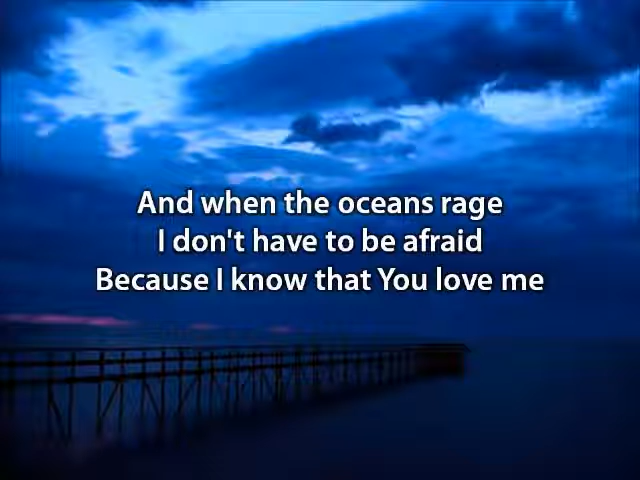 And when the oceans rage
I don't have to be afraid
Because I know that You love me